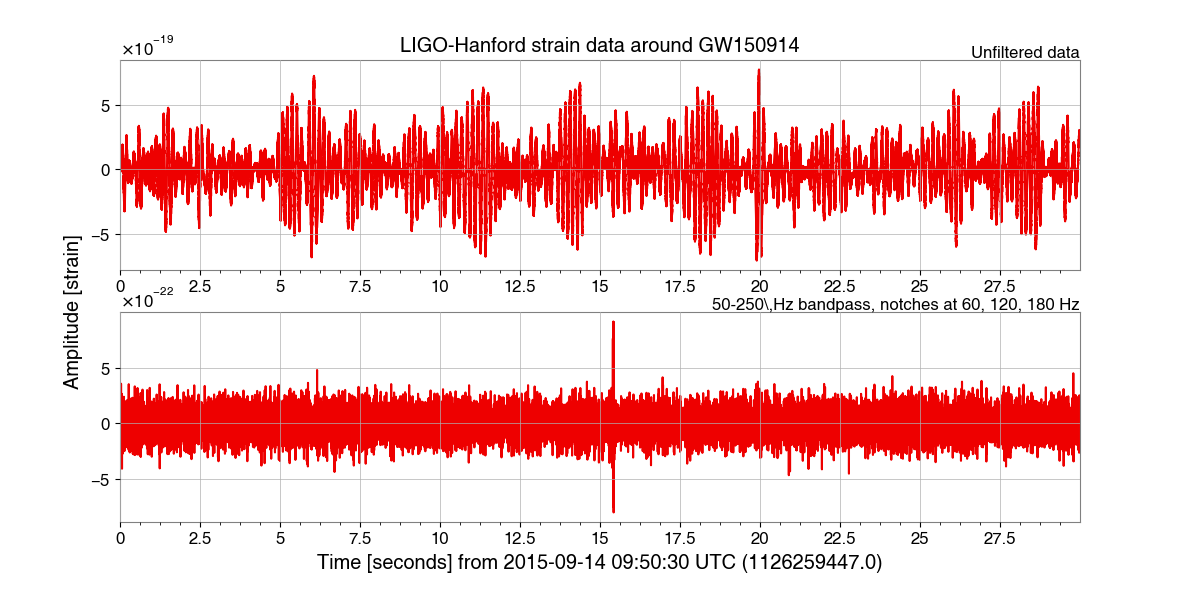 LIGO-Hanford strain data around GW150914
×10−19
Unfiltered data
5
0
−5
0 2.5 5 7.5 10 12.5 15 17.5 20 22.5 25 27.5
×10−22
50-250\,Hz bandpass, notches at 60, 120, 180 Hz
5
0
−5
0 2.5 5 7.5 10 12.5 15 17.5 20 22.5 25 27.5
Amplitude [strain]
Time [seconds] from 2015-09-14 09:50:30 UTC (1126259447.0)